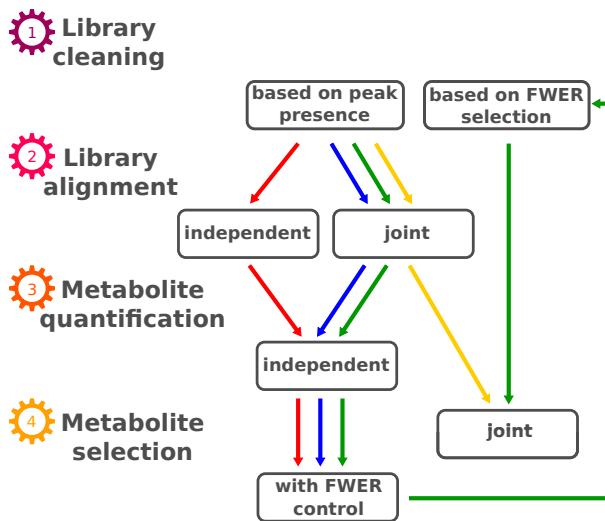 1 Library
cleaning
based on peak
presence
based on FWER
selection
2 Library
alignment
independent
joint
3 Metabolite
quantification
independent
4 Metabolite
selection
joint
with FWER
control